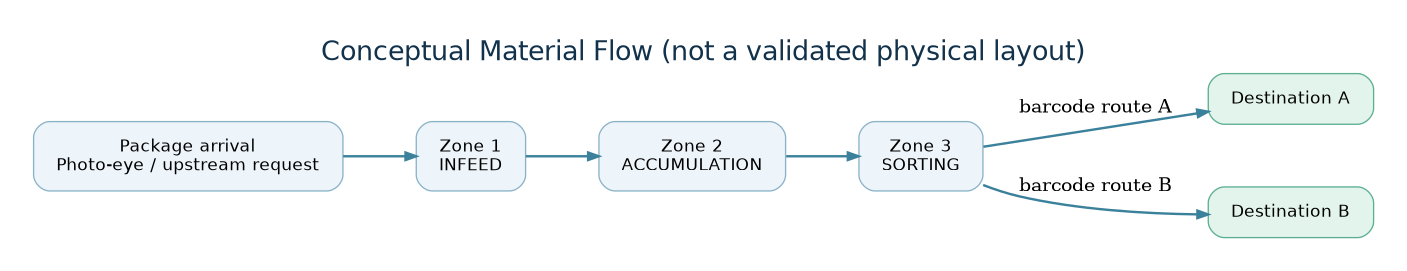 Conceptual Material Flow (not a validated physical layout)
Package arrival
Photo-eye / upstream request
Zone 1
INFEED
Zone 2
ACCUMULATION
Zone 3
SORTING
barcode route A
Destination A
barcode route B
Destination B